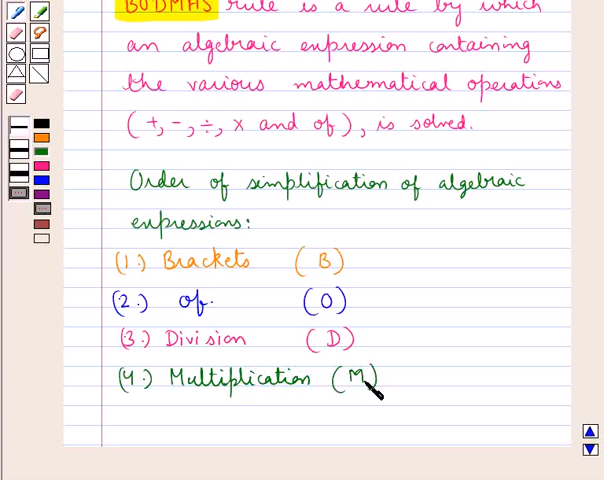 BODMAS rule is a rule by which
an algebraic expression containing
the various mathematical operations
(+, -, ÷, × and of), is solved.
Order of simplification of algebraic
expressions:
(1.) Brackets (B)
(2.) of. (O)
(3.) Division (D)
(4.) Multiplication (M)